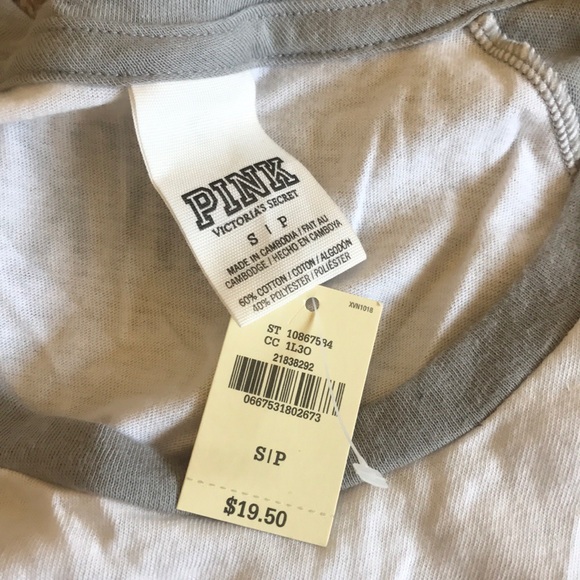 PINK
VICTORIA'S SECRET
S | P
MADE IN CAMBODIA / FAIT AU
CAMBODGE / HECHO EN CAMBOYA
60% COTTON / COTON / ALGODÓN
40% POLYESTER / POLIÉSTER
XVN1018
ST 10867584
CC 1L3O
21838292
0667531802673
S|P
$19.50